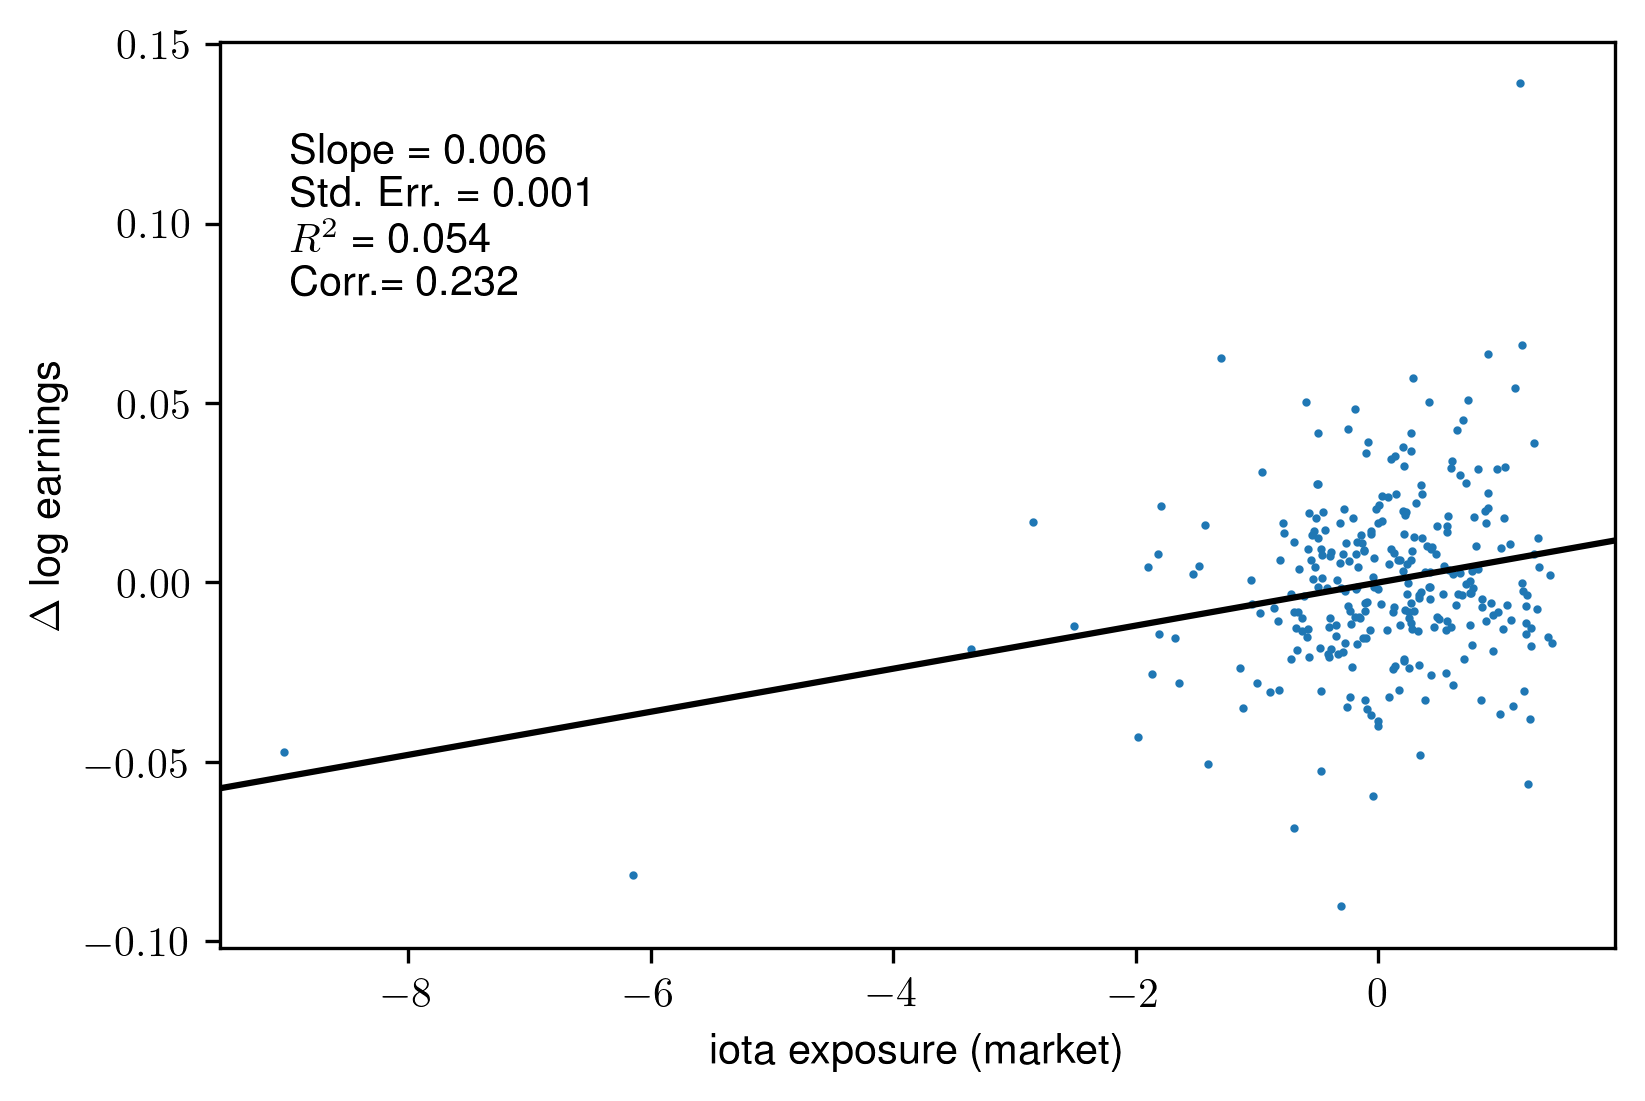 0.15
0.10
0.05
0.00
−0.05
−0.10
Δ log earnings
Slope = 0.006
Std. Err. = 0.001
R² = 0.054
Corr.= 0.232
−8 −6 −4 −2 0
iota exposure (market)